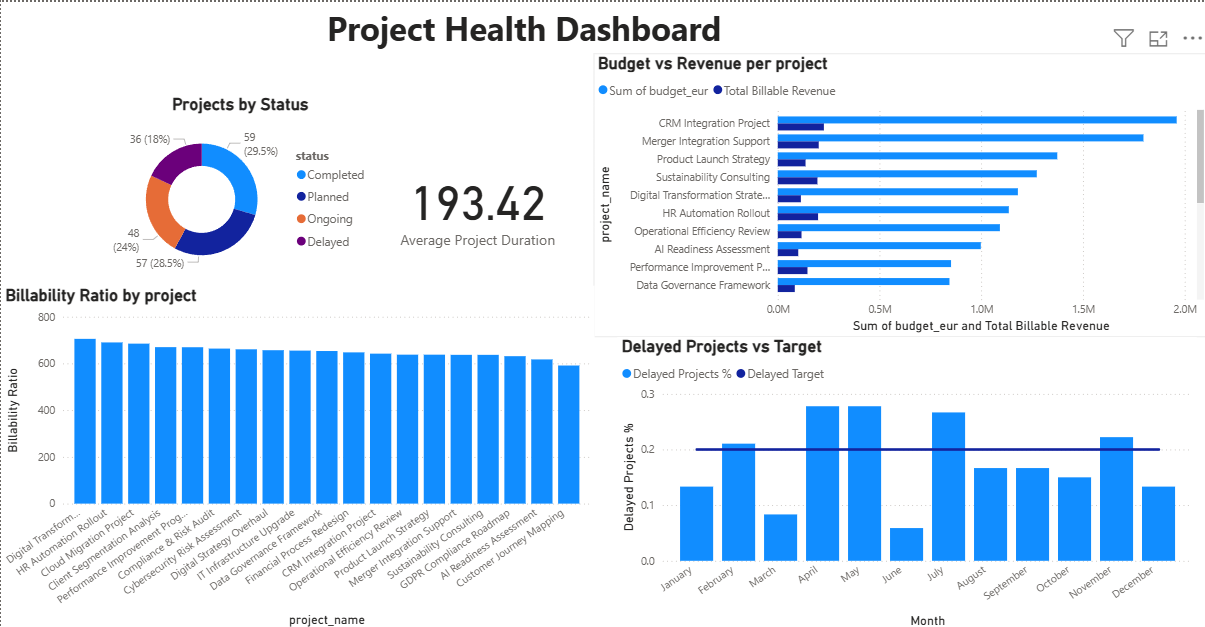 Project Health Dashboard
Projects by Status
36 (18%)
59
(29.5%)
48
(24%)
57 (28.5%)
status
Completed
Planned
Ongoing
Delayed
193.42
Average Project Duration
Budget vs Revenue per project
Sum of budget_eur Total Billable Revenue
project_name
CRM Integration Project
Merger Integration Support
Product Launch Strategy
Sustainability Consulting
Digital Transformation Strate...
HR Automation Rollout
Operational Efficiency Review
AI Readiness Assessment
Performance Improvement P...
Data Governance Framework
0.0M 0.5M 1.0M 1.5M 2.0M
Sum of budget_eur and Total Billable Revenue
Billability Ratio by project
Billability Ratio
800
600
400
200
0
Digital Transform...
HR Automation Rollout
Cloud Migration Project
Client Segmentation Analysis
Performance Improvement Prog...
Compliance & Risk Audit
Cybersecurity Risk Assessment
Digital Strategy Overhaul
IT Infrastructure Upgrade
Data Governance Framework
Financial Process Redesign
CRM Integration Project
Operational Efficiency Review
Product Launch Strategy
Merger Integration Support
Sustainability Consulting
GDPR Compliance Roadmap
AI Readiness Assessment
Customer Journey Mapping
project_name
Delayed Projects vs Target
Delayed Projects % Delayed Target
Delayed Projects %
0.3
0.2
0.1
0.0
January
February
March
April
May
June
July
August
September
October
November
December
Month